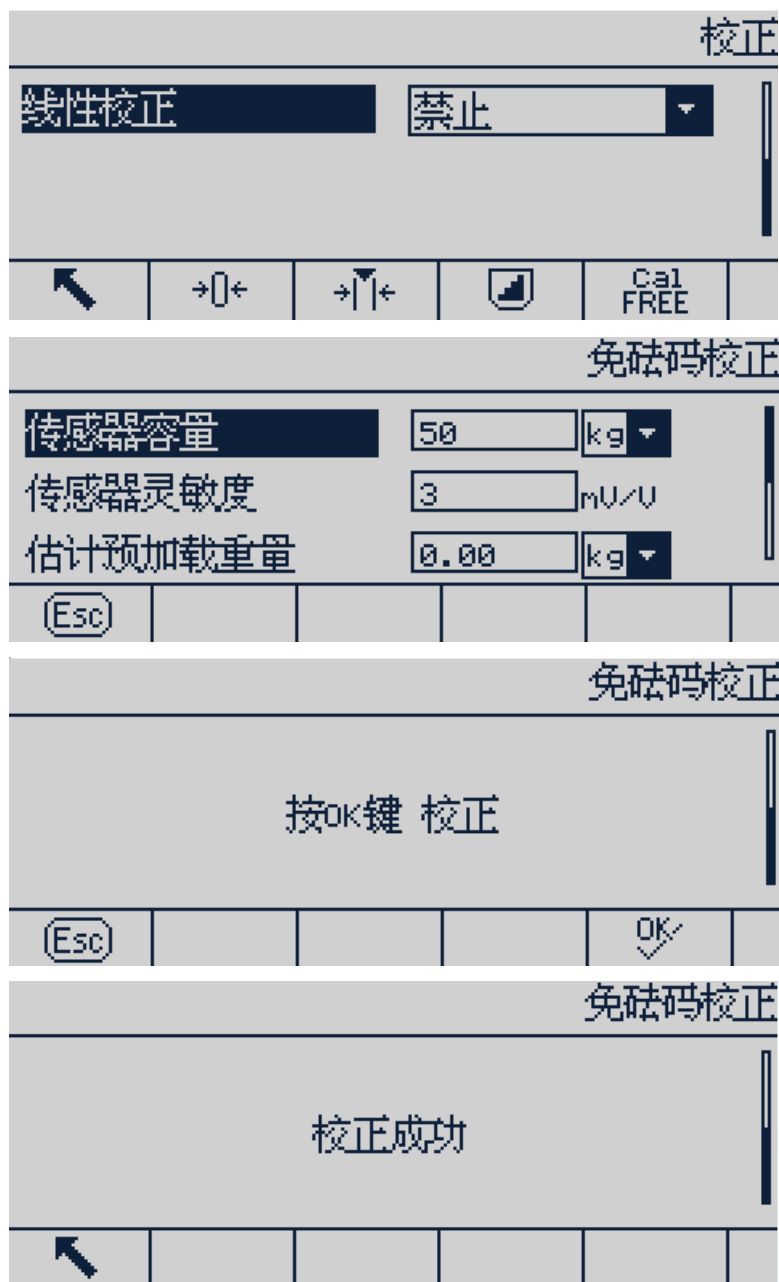 校正
线性校正 禁止
→0← →T← Cal FREE
免砝码校正
传感器容量 50 kg
传感器灵敏度 3 mV/V
估计预加载重量 0.00 kg
Esc
免砝码校正
按OK键 校正
Esc OK
免砝码校正
校正成功